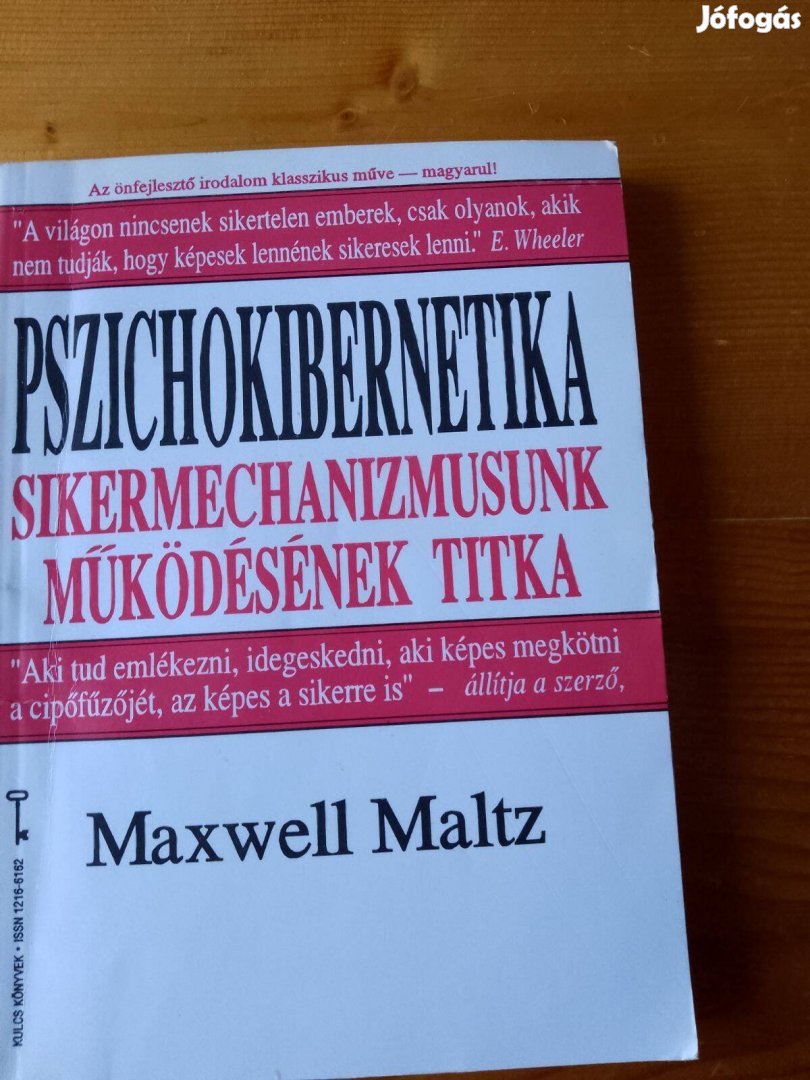 Jófogás
Az önfejlesztő irodalom klasszikus műve — magyarul!
"A világon nincsenek sikertelen emberek, csak olyanok, akik
nem tudják, hogy képesek lennének sikeresek lenni." E. Wheeler
PSZICHOKIBERNETIKA
SIKERMECHANIZMUSUNK
MŰKÖDÉSÉNEK TITKA
"Aki tud emlékezni, idegeskedni, aki képes megkötni
a cipőfűzőjét, az képes a sikerre is" – állítja a szerző,
Maxwell Maltz
KULCS KÖNYVEK • ISSN 1216-6162